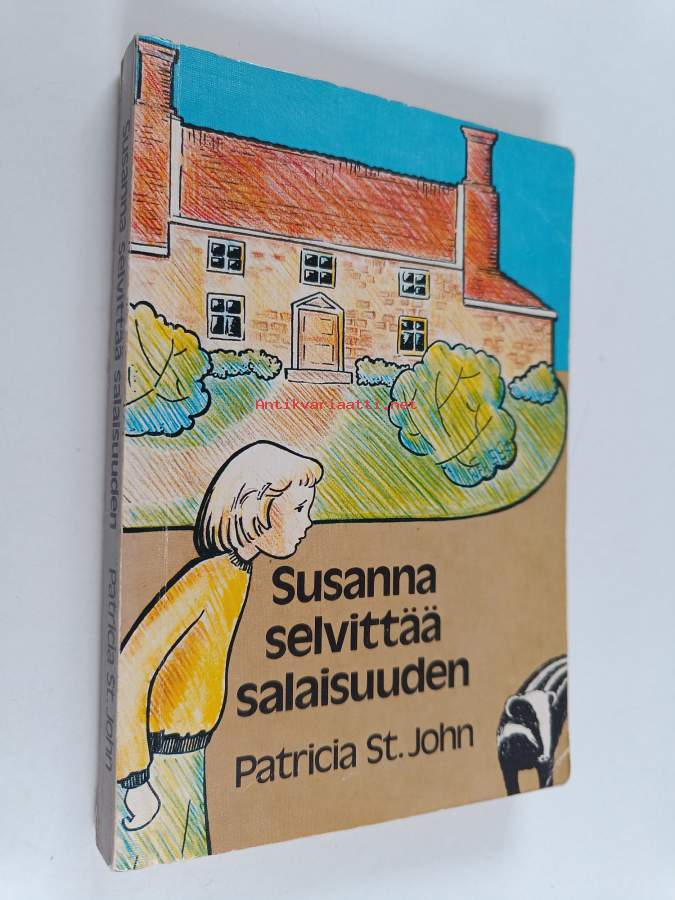 Susanna selvittää salaisuuden Patricia St. John
Antikvariaatti.net
Susanna
selvittää
salaisuuden
Patricia St. John